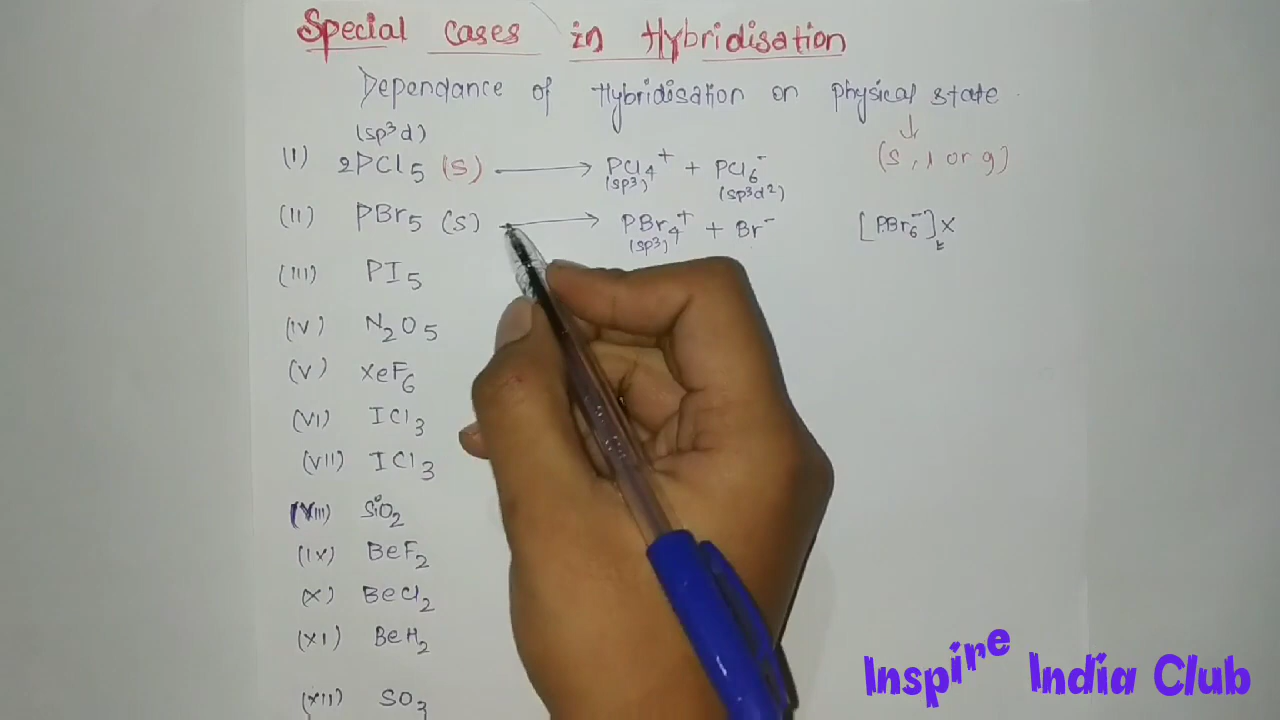 Special cases in Hybridisation
Dependance of Hybridisation on physical state
(s, l or g)
(sp³d)
(I) 2PCl₅ (s) ⟶ PCl₄⁺ + PCl₆⁻
(sp3) (sp³d²)
(II) PBr₅ (s) ⟶ PBr₄⁺ + Br⁻ [PBr₆⁻] x
(sp3)
(III) PI₅
(IV) N₂O₅
(V) XeF₆
(VI) ICl₃
(VII) ICl₃
(VIII) SiO₂
(IX) BeF₂
(X) BeCl₂
(XI) BeH₂
(XII) SO₃
Inspire India Club